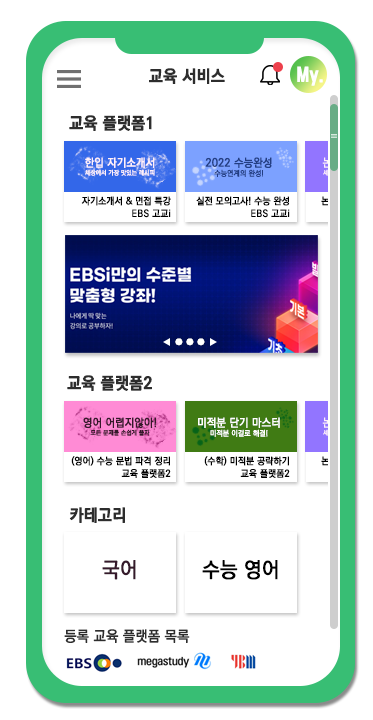 교육 서비스
My.
교육 플랫폼1
한입 자기소개서
세상에서 가장 맛있는 레시피
2022 수능완성
수능연계의 완성!
자기소개서 & 면접 특강
EBS 고교i
실전 모의고사! 수능 완성
EBS 고교i
EBSi만의 수준별
맞춤형 강좌!
나에게 딱 맞는
강의로 공부하자!
기본
기초
교육 플랫폼2
영어 어렵지않아!
모든 문제를 손쉽게 풀자
미적분 단기 마스터
미적분 이걸로 해결!
(영어) 수능 문법 파격 정리
교육 플랫폼2
(수학) 미적분 공략하기
교육 플랫폼2
카테고리
국어
수능 영어
등록 교육 플랫폼 목록
EBS
megastudy
YBM